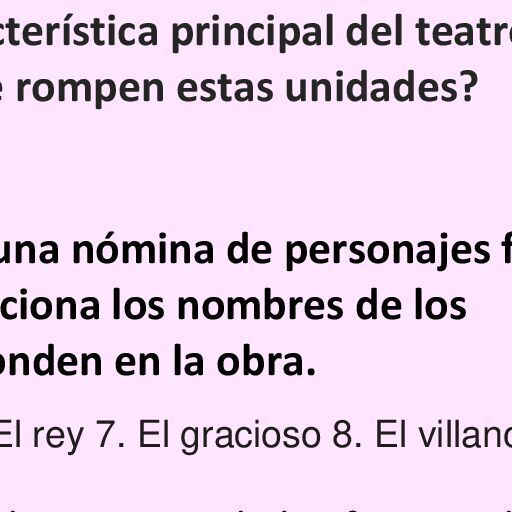 cterística principal del teatro
e rompen estas unidades?
una nómina de personajes f
ciona los nombres de los
onden en la obra.
El rey 7. El gracioso 8. El villano